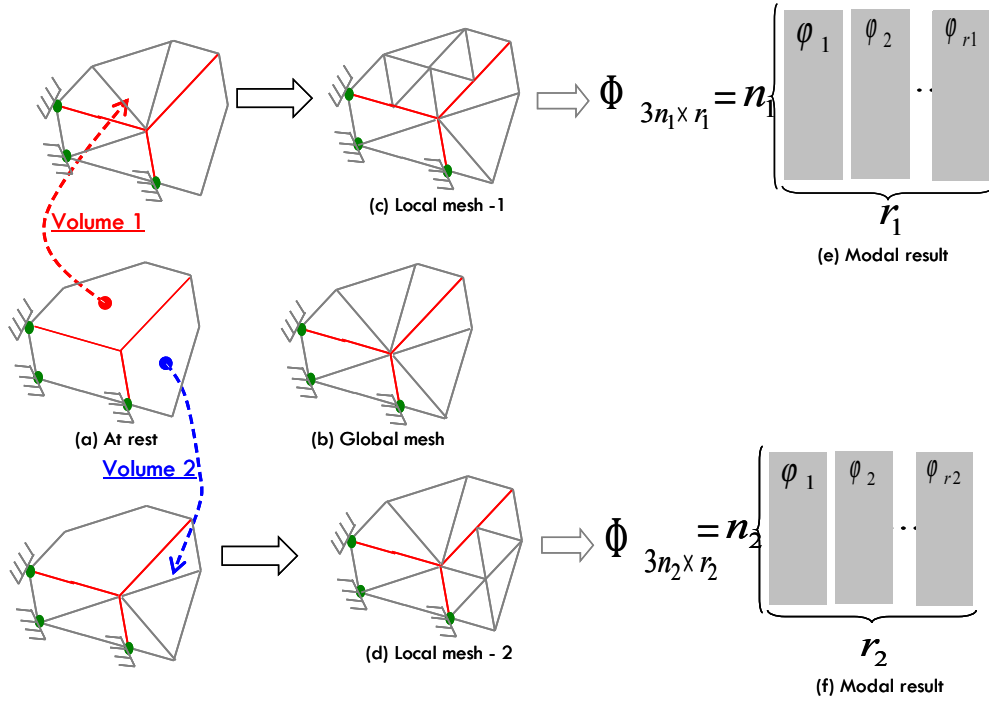 φ 1 φ 2 φ r1
Φ 3n₁× r₁ = n₁ ..
(c) Local mesh -1
r₁
Volume 1
(e) Modal result
(a) At rest
(b) Global mesh
Volume 2
φ 1 φ 2 φ r2
Φ 3n₂× r₂ = n₂ ...
(d) Local mesh - 2
r₂
(f) Modal result